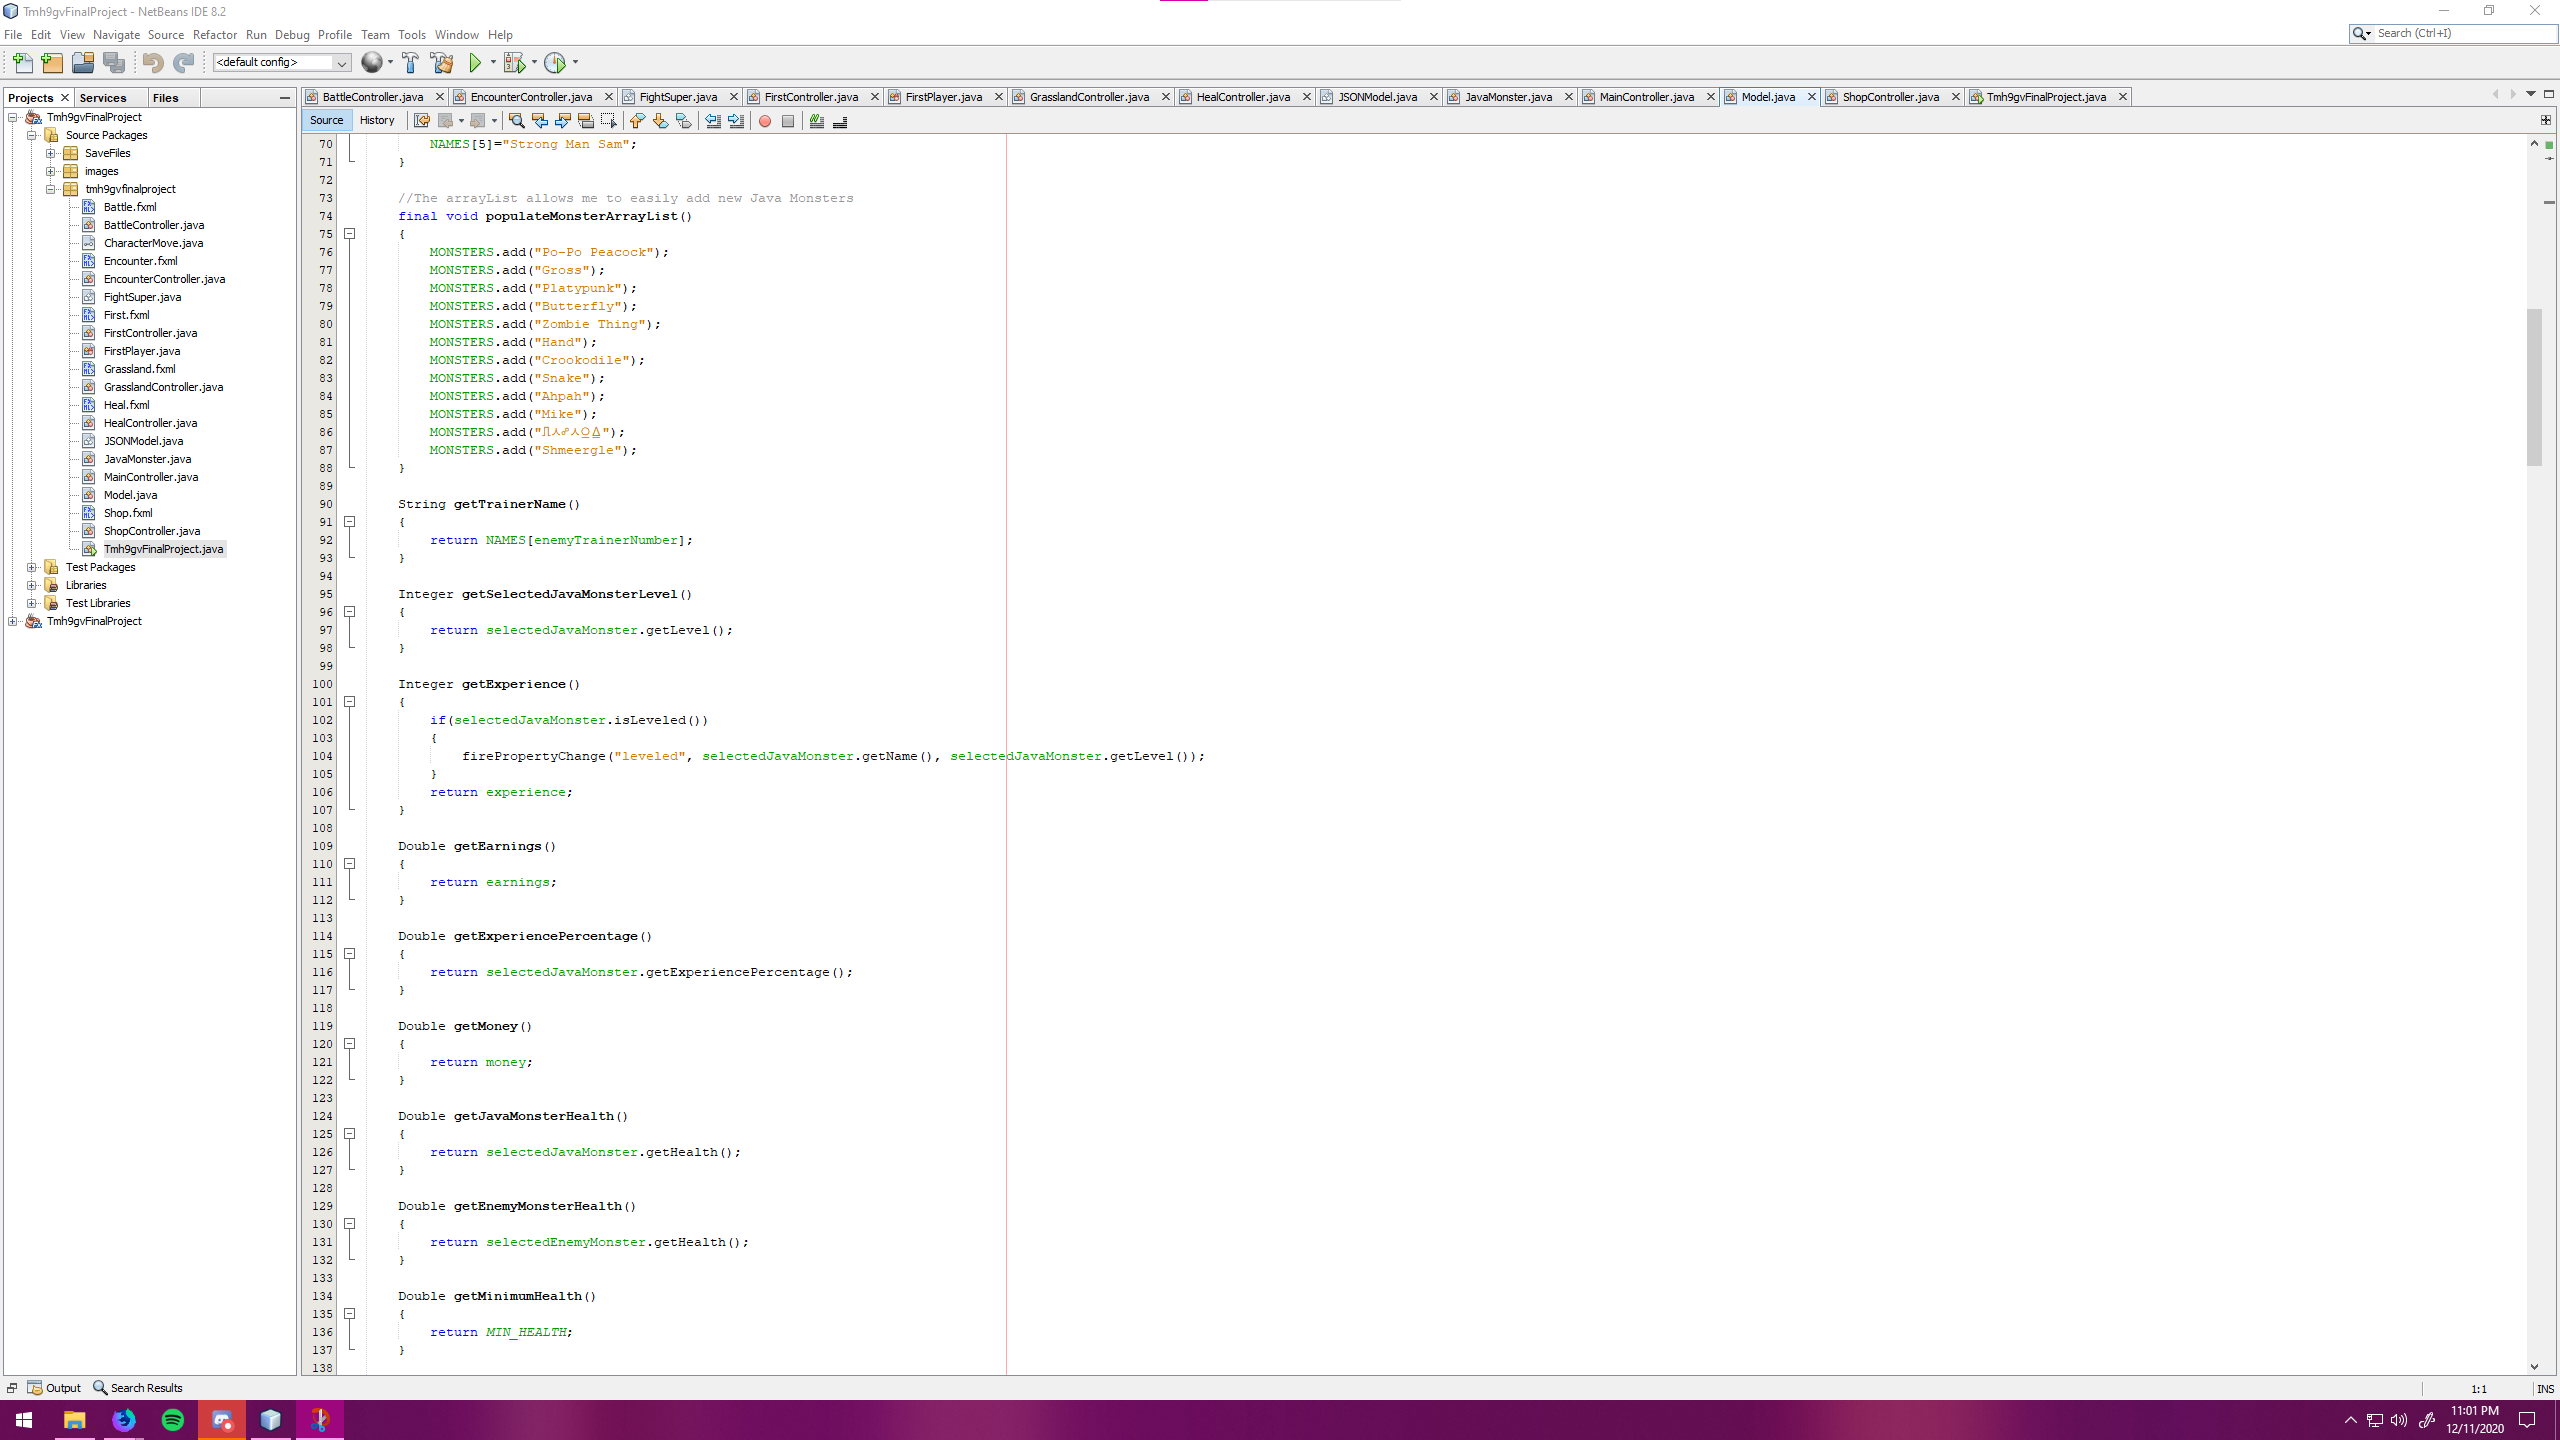 Tmh9gvFinalProject - NetBeans IDE 8.2
File Edit View Navigate Source Refactor Run Debug Profile Team Tools Window Help
Search (Ctrl+I)
<default config>
Projects Services Files
Tmh9gvFinalProject
Source Packages
SaveFiles
images
tmh9gvfinalproject
Battle.fxml
BattleController.java
CharacterMove.java
Encounter.fxml
EncounterController.java
FightSuper.java
First.fxml
FirstController.java
FirstPlayer.java
Grassland.fxml
GrasslandController.java
Heal.fxml
HealController.java
JSONModel.java
JavaMonster.java
MainController.java
Model.java
Shop.fxml
ShopController.java
Tmh9gvFinalProject.java
Test Packages
Libraries
Test Libraries
Tmh9gvFinalProject
BattleController.java EncounterController.java FightSuper.java FirstController.java FirstPlayer.java GrasslandController.java HealController.java JSONModel.java JavaMonster.java MainController.java Model.java ShopController.java Tmh9gvFinalProject.java
Source History
70 NAMES[5]="Strong Man Sam";
71 }
72
73 //The arrayList allows me to easily add new Java Monsters
74 final void populateMonsterArrayList()
75 {
76 MONSTERS.add("Po-Po Peacock");
77 MONSTERS.add("Gross");
78 MONSTERS.add("Platypunk");
79 MONSTERS.add("Butterfly");
80 MONSTERS.add("Zombie Thing");
81 MONSTERS.add("Hand");
82 MONSTERS.add("Crookodile");
83 MONSTERS.add("Snake");
84 MONSTERS.add("Ahpah");
85 MONSTERS.add("Mike");
86 MONSTERS.add("");
87 MONSTERS.add("Shmeergle");
88 }
89
90 String getTrainerName()
91 {
92 return NAMES[enemyTrainerNumber];
93 }
94
95 Integer getSelectedJavaMonsterLevel()
96 {
97 return selectedJavaMonster.getLevel();
98 }
99
100 Integer getExperience()
101 {
102 if(selectedJavaMonster.isLeveled())
103 {
104 firePropertyChange("leveled", selectedJavaMonster.getName(), selectedJavaMonster.getLevel());
105 }
106 return experience;
107 }
108
109 Double getEarnings()
110 {
111 return earnings;
112 }
113
114 Double getExperiencePercentage()
115 {
116 return selectedJavaMonster.getExperiencePercentage();
117 }
118
119 Double getMoney()
120 {
121 return money;
122 }
123
124 Double getJavaMonsterHealth()
125 {
126 return selectedJavaMonster.getHealth();
127 }
128
129 Double getEnemyMonsterHealth()
130 {
131 return selectedEnemyMonster.getHealth();
132 }
133
134 Double getMinimumHealth()
135 {
136 return MIN_HEALTH;
137 }
138
Output Search Results
1:1 INS
11:01 PM
12/11/2020